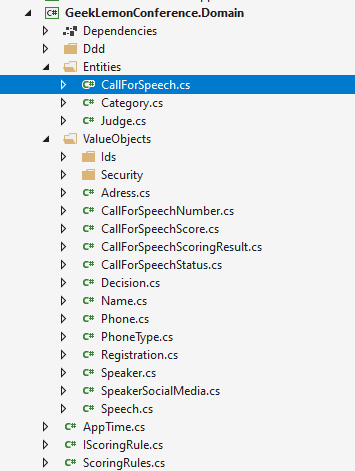 GeekLemonConference.Domain
Dependencies
Ddd
Entities
C# CallForSpeech.cs
C# Category.cs
C# Judge.cs
ValueObjects
Ids
Security
C# Adress.cs
C# CallForSpeechNumber.cs
C# CallForSpeechScore.cs
C# CallForSpeechScoringResult.cs
C# CallForSpeechStatus.cs
C# Decision.cs
C# Name.cs
C# Phone.cs
C# PhoneType.cs
C# Registration.cs
C# Speaker.cs
C# SpeakerSocialMedia.cs
C# Speech.cs
C# AppTime.cs
C# IScoringRule.cs
C# ScoringRules.cs